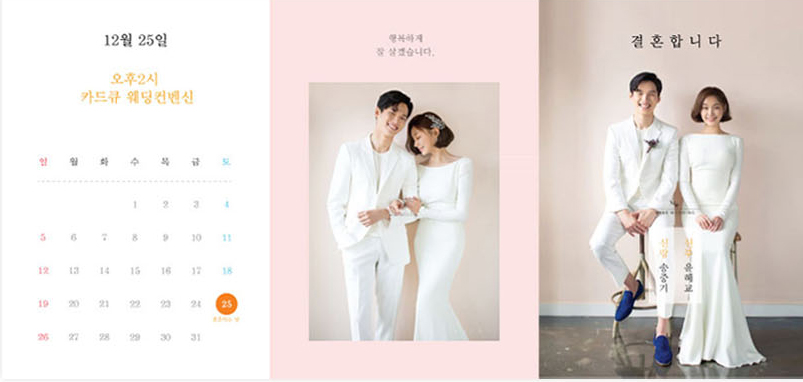 12월 25일
오후2시
카드큐 웨딩컨벤션
일 월 화 수 목 금 토
1 2 3 4
5 6 7 8 9 10 11
12 13 14 15 16 17 18
19 20 21 22 23 24 25
26 27 28 29 30 31
행복하게
잘 살겠습니다.
결혼합니다
신랑 송중기
신부 윤혜교